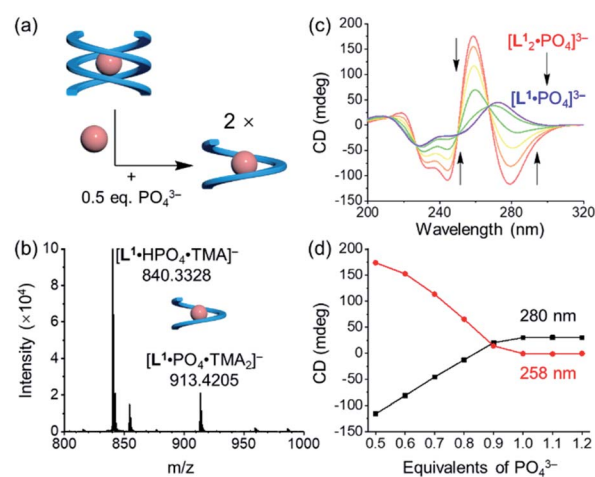 (a)
2 ×
+
0.5 eq. PO₄³⁻
(b)
[L¹•HPO₄•TMA]⁻
840.3328
[L¹•PO₄•TMA₂]⁻
913.4205
Intensity (×10⁴)
10
8
6
4
2
0
800 850 900 950 1000
m/z
(c)
[L¹₂•PO₄]³⁻
[L¹•PO₄]³⁻
CD (mdeg)
200
150
100
50
0
-50
-100
-150
200 240 280 320
Wavelength (nm)
(d)
280 nm
258 nm
CD (mdeg)
200
150
100
50
0
-50
-100
-150
0.5 0.6 0.7 0.8 0.9 1.0 1.1 1.2
Equivalents of PO₄³⁻